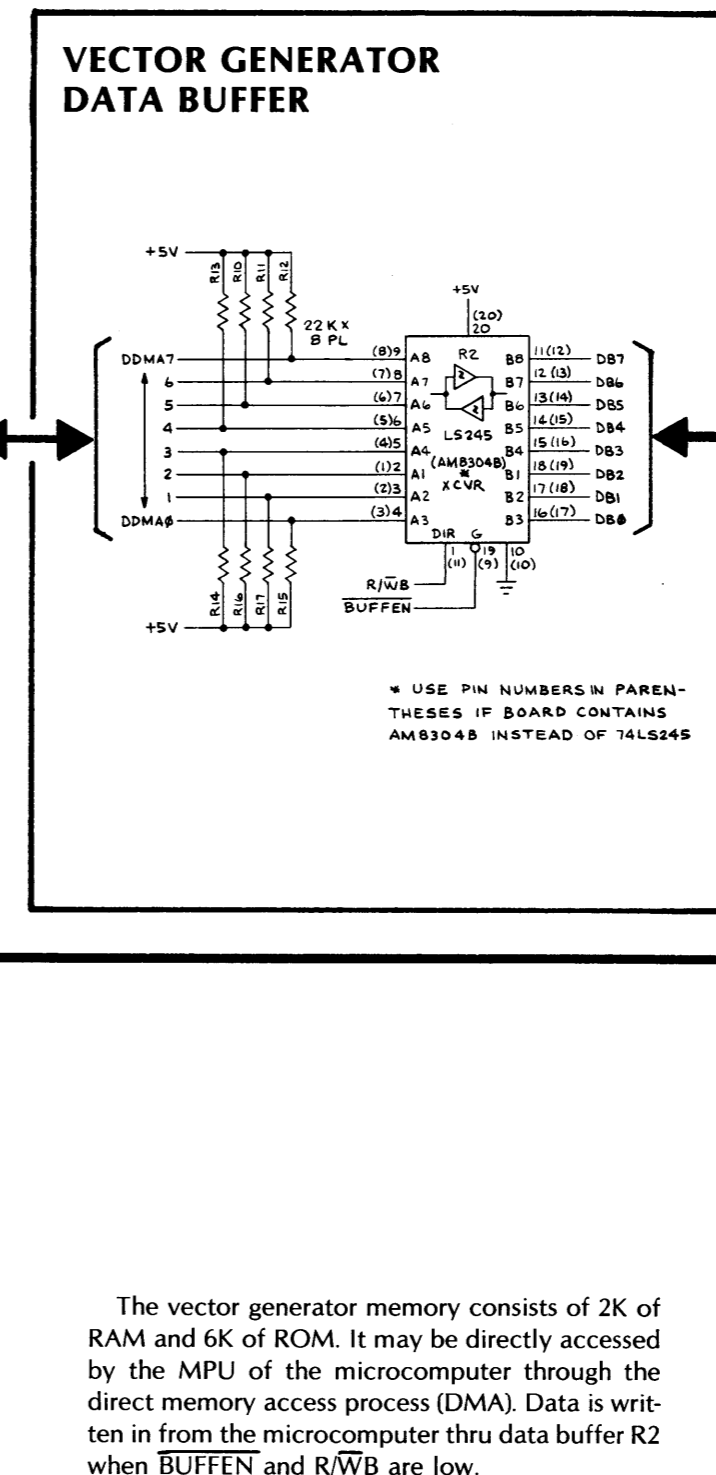 VECTOR GENERATOR
DATA BUFFER
+5V
R13
R10
R11
R12
22K x
8 PL
+5V
(20)
20
DDMA7
(8)9
A8
R2
B8
11(12)
DB7
6
(7)8
A7
B7
12 (13)
DB6
5
(6)7
A6
B6
13(14)
DB5
4
(5)6
A5
LS245
B5
14(15)
DB4
3
(4)5
A4
B4
15(16)
DB3
(AM8304B)
2
(1)2
A1
*
B1
18(19)
DB2
XCVR
1
(2)3
A2
B2
17(18)
DB1
DDMA0
(3)4
A3
B3
16(17)
DB0
DIR G
1
(11)
19
(9)
10
(10)
R/W̅B
B̅U̅F̅F̅E̅N̅
R14
R16
R17
R15
+5V
* USE PIN NUMBERS IN PAREN-
THESES IF BOARD CONTAINS
AM8304B INSTEAD OF 74LS245
The vector generator memory consists of 2K of
RAM and 6K of ROM. It may be directly accessed
by the MPU of the microcomputer through the
direct memory access process (DMA). Data is writ-
ten in from the microcomputer thru data buffer R2
when B̅U̅F̅F̅E̅N̅ and R/W̅B are low.